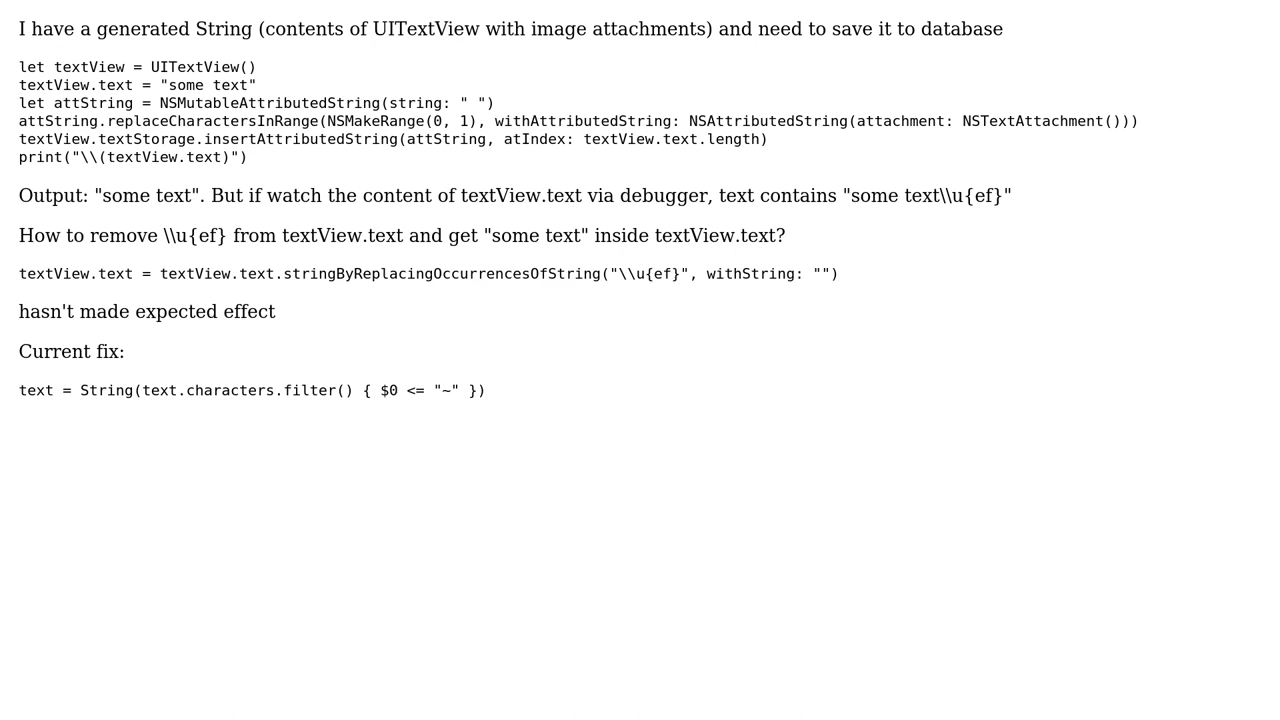 I have a generated String (contents of UITextView with image attachments) and need to save it to database
let textView = UITextView()
textView.text = "some text"
let attString = NSMutableAttributedString(string: " ")
attString.replaceCharactersInRange(NSMakeRange(0, 1), withAttributedString: NSAttributedString(attachment: NSTextAttachment()))
textView.textStorage.insertAttributedString(attString, atIndex: textView.text.length)
print("\\(textView.text)")
Output: "some text". But if watch the content of textView.text via debugger, text contains "some text\\u{ef}"
How to remove \\u{ef} from textView.text and get "some text" inside textView.text?
textView.text = textView.text.stringByReplacingOccurrencesOfString("\\u{ef}", withString: "")
hasn't made expected effect
Current fix:
text = String(text.characters.filter() { $0 <= "~" })